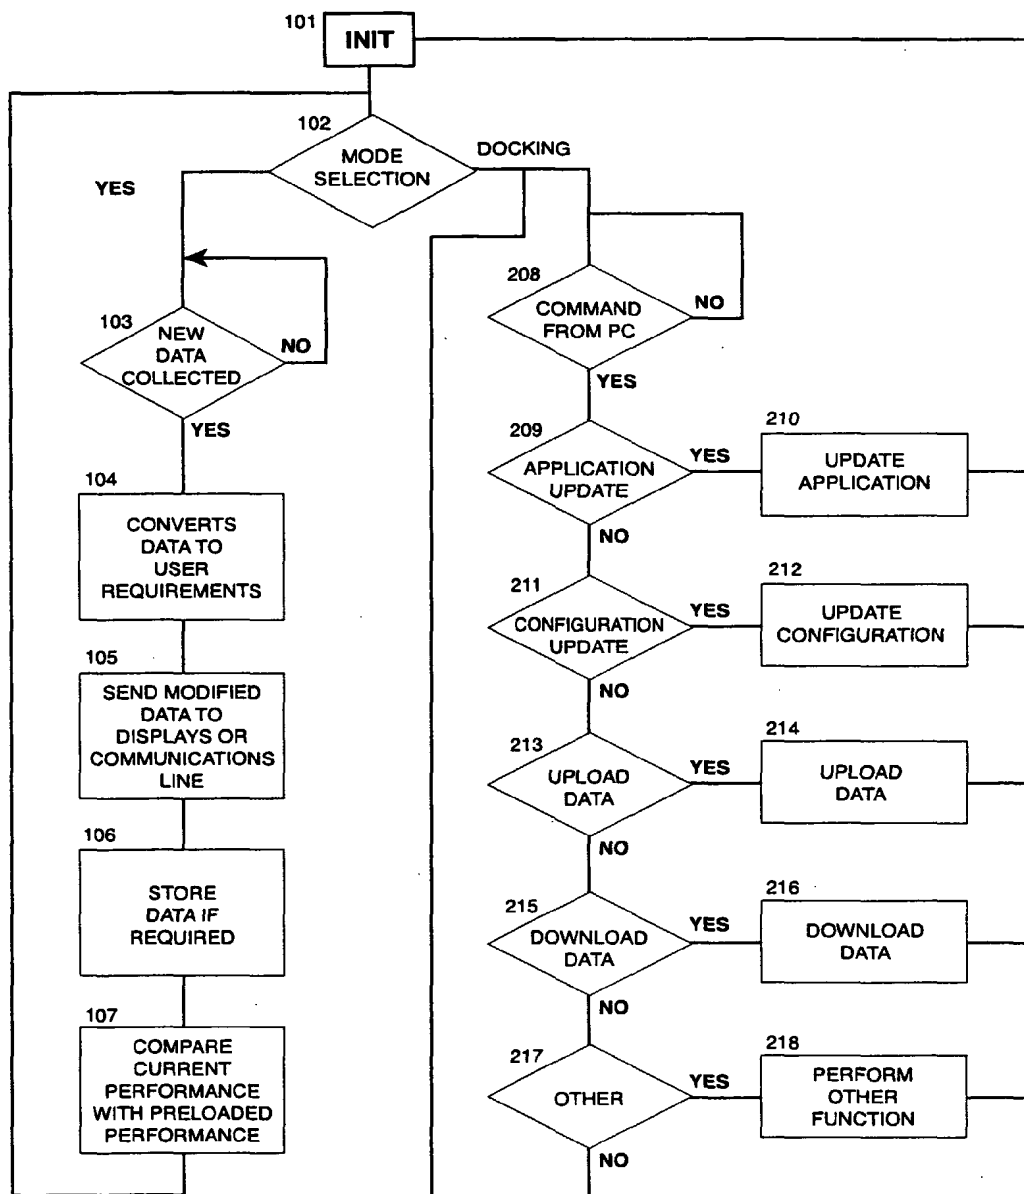 101
INIT
102
MODE
SELECTION
DOCKING
YES
103
NEW
DATA
COLLECTED
NO
YES
104
CONVERTS
DATA TO
USER
REQUIREMENTS
105
SEND MODIFIED
DATA TO
DISPLAYS OR
COMMUNICATIONS
LINE
106
STORE
DATA IF
REQUIRED
107
COMPARE
CURRENT
PERFORMANCE
WITH PRELOADED
PERFORMANCE
208
COMMAND
FROM PC
NO
YES
209
APPLICATION
UPDATE
YES
NO
210
UPDATE
APPLICATION
211
CONFIGURATION
UPDATE
YES
NO
212
UPDATE
CONFIGURATION
213
UPLOAD
DATA
YES
NO
214
UPLOAD
DATA
215
DOWNLOAD
DATA
YES
NO
216
DOWNLOAD
DATA
217
OTHER
YES
NO
218
PERFORM
OTHER
FUNCTION